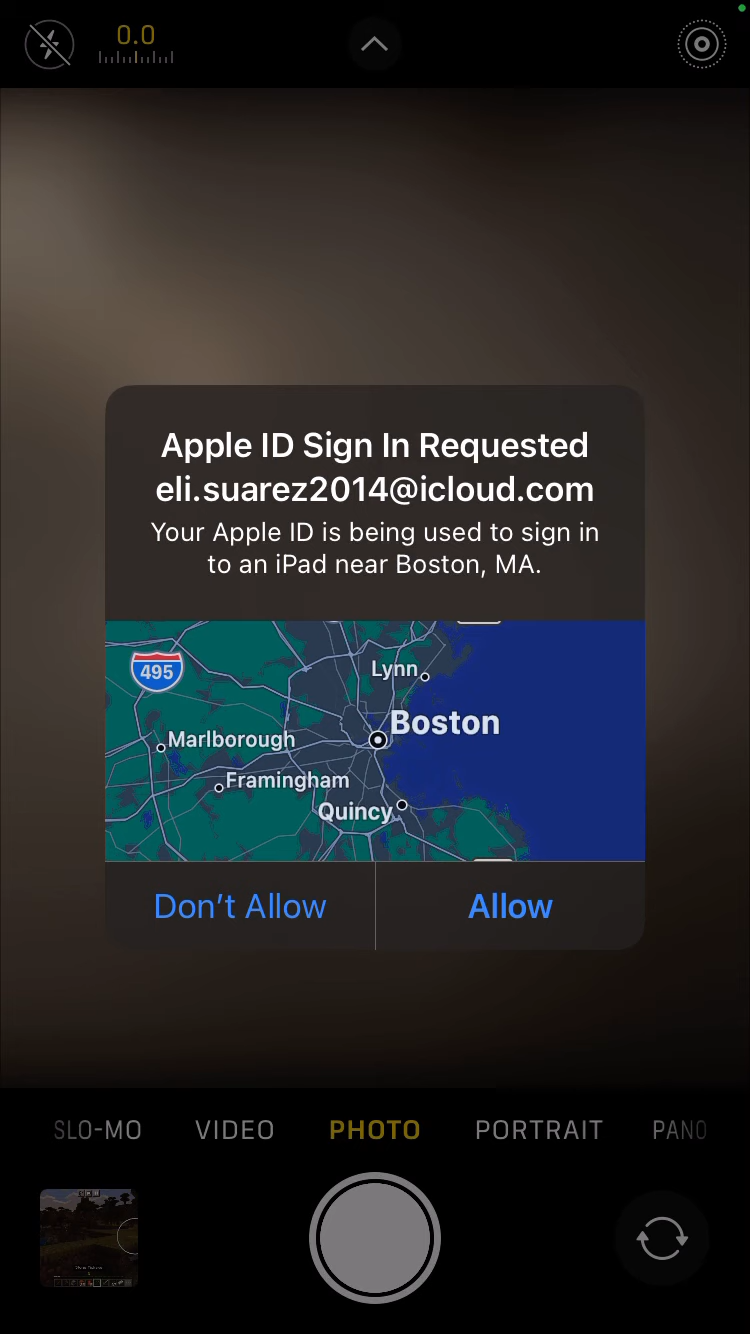 0.0
Apple ID Sign In Requested
eli.suarez2014@icloud.com
Your Apple ID is being used to sign in
to an iPad near Boston, MA.
495
Lynn
Boston
Marlborough
Framingham
Quincy
Don’t Allow
Allow
SLO-MO
VIDEO
PHOTO
PORTRAIT
PANO